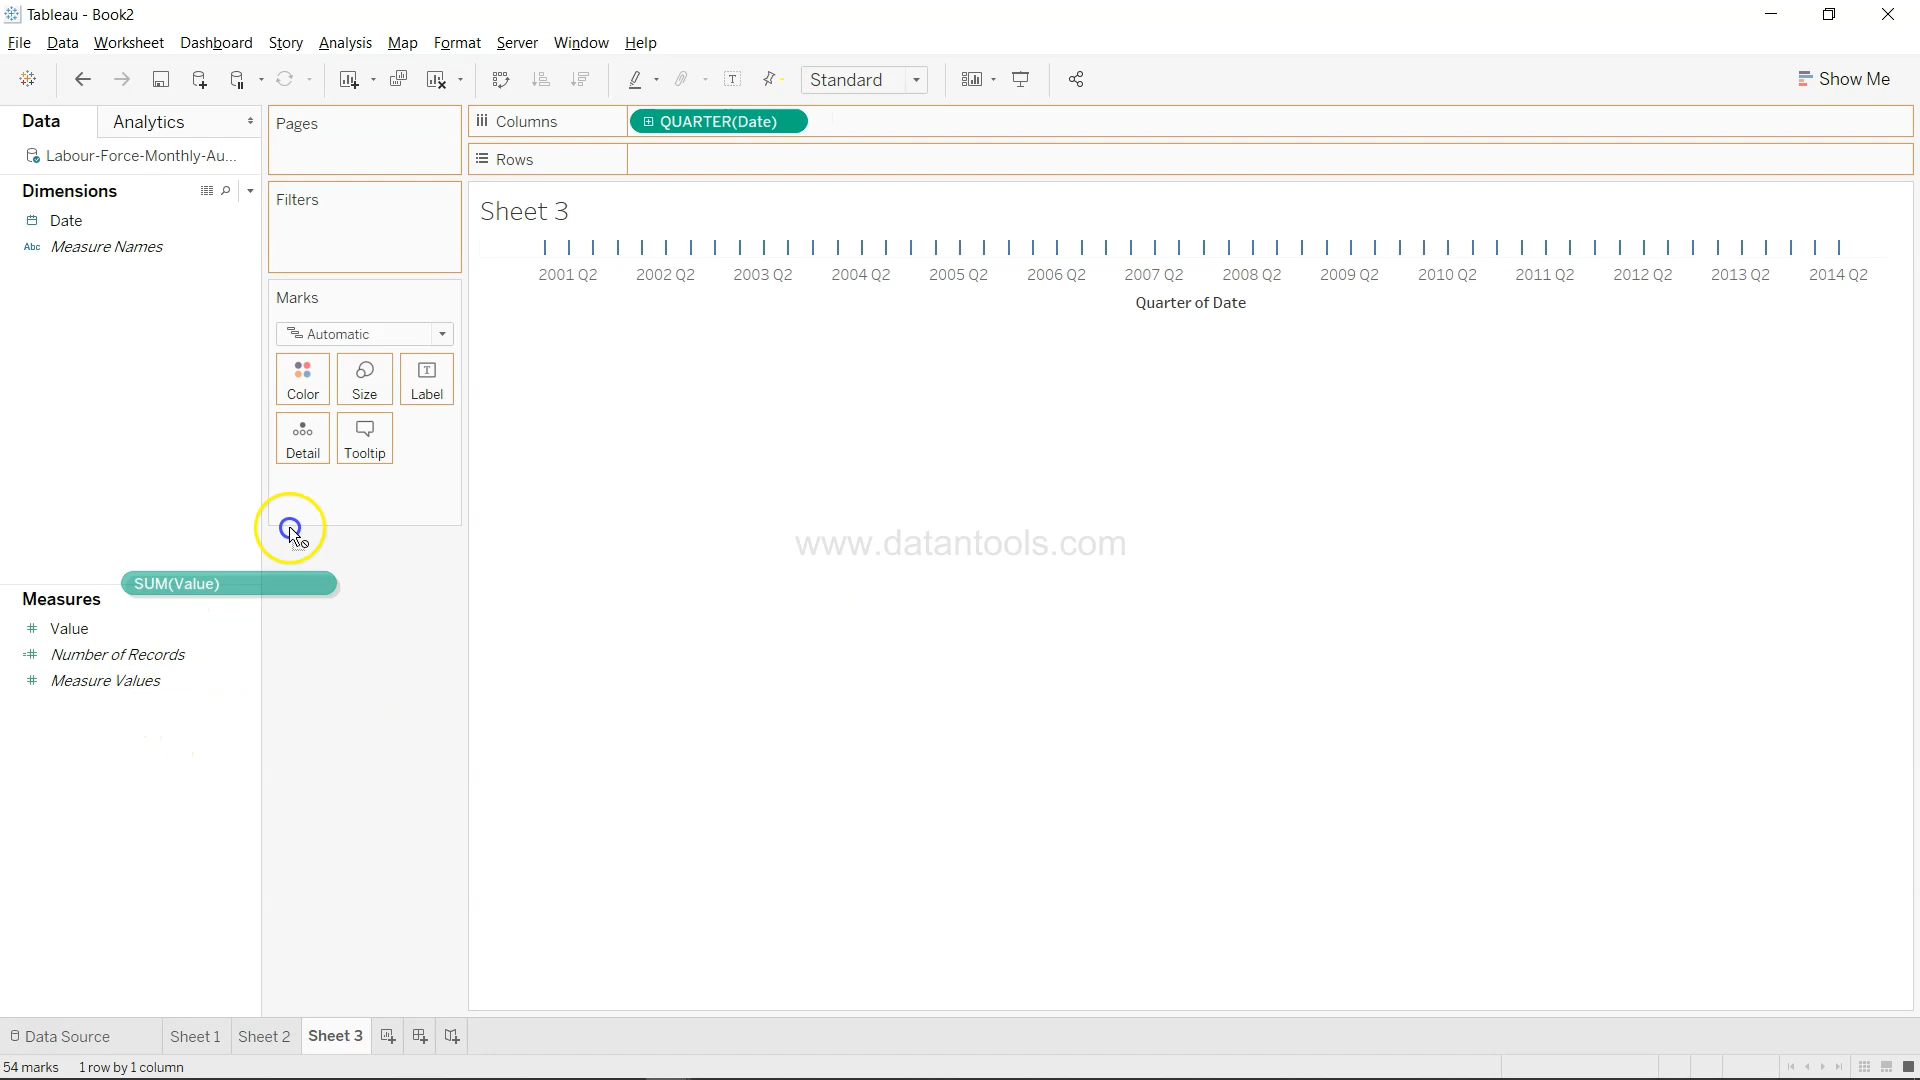 Tableau - Book2
File Data Worksheet Dashboard Story Analysis Map Format Server Window Help
Standard
Show Me
Data
Analytics
Labour-Force-Monthly-Au...
Dimensions
Date
Abc Measure Names
Measures
Value
Number of Records
Measure Values
Pages
Filters
Marks
Automatic
Color
Size
Label
Detail
Tooltip
SUM(Value)
Columns
QUARTER(Date)
Rows
Sheet 3
2001 Q2 2002 Q2 2003 Q2 2004 Q2 2005 Q2 2006 Q2 2007 Q2 2008 Q2 2009 Q2 2010 Q2 2011 Q2 2012 Q2 2013 Q2 2014 Q2
Quarter of Date
www.datantools.com
Data Source
Sheet 1
Sheet 2
Sheet 3
54 marks 1 row by 1 column